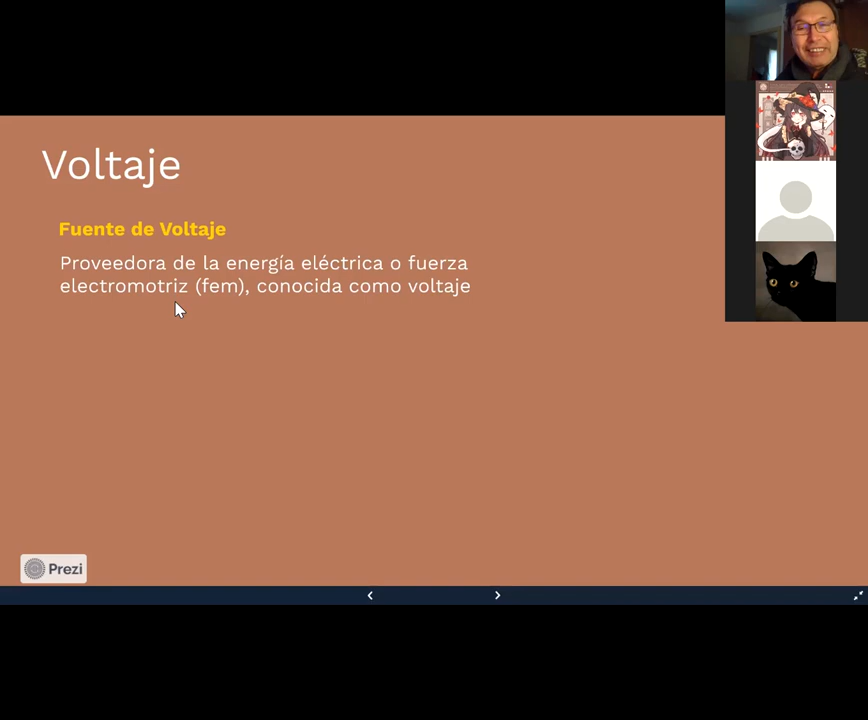 Voltaje
Fuente de Voltaje
Proveedora de la energía eléctrica o fuerza
electromotriz (fem), conocida como voltaje
Prezi